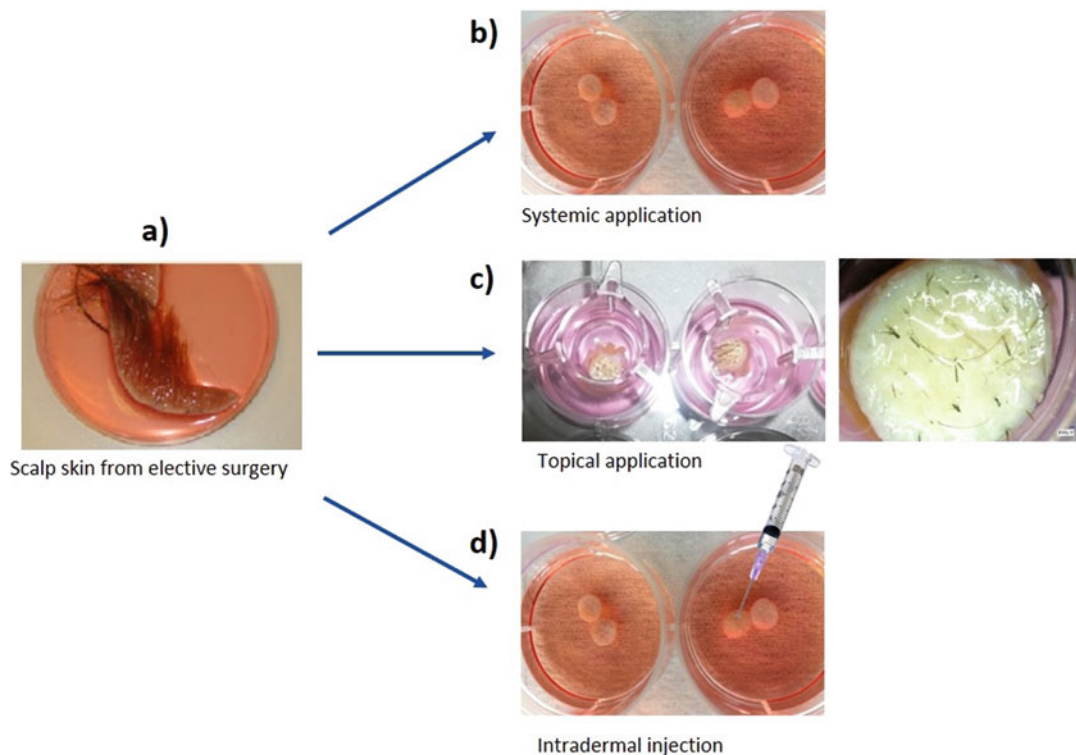 b)
Systemic application
a)
Scalp skin from elective surgery
c)
Topical application
d)
Intradermal injection